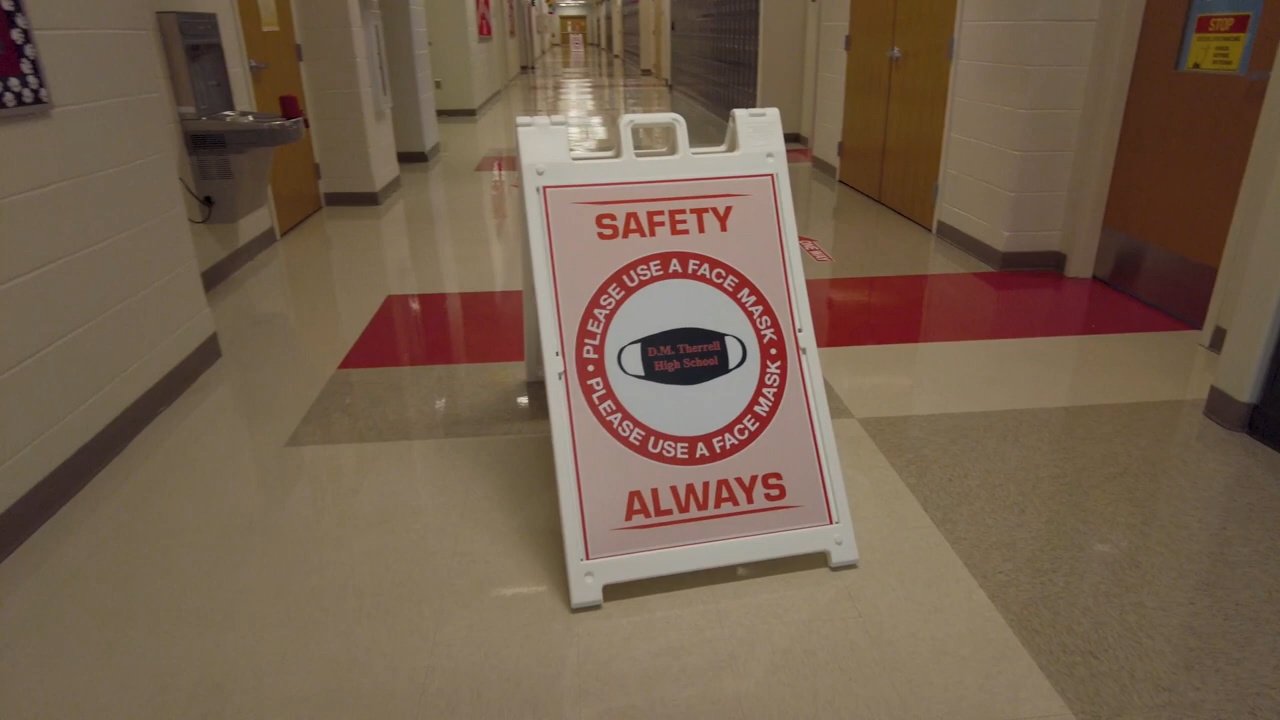 SAFETY
• PLEASE USE A FACE MASK • PLEASE USE A FACE MASK
D.M. Therrell
High School
ALWAYS
STOP